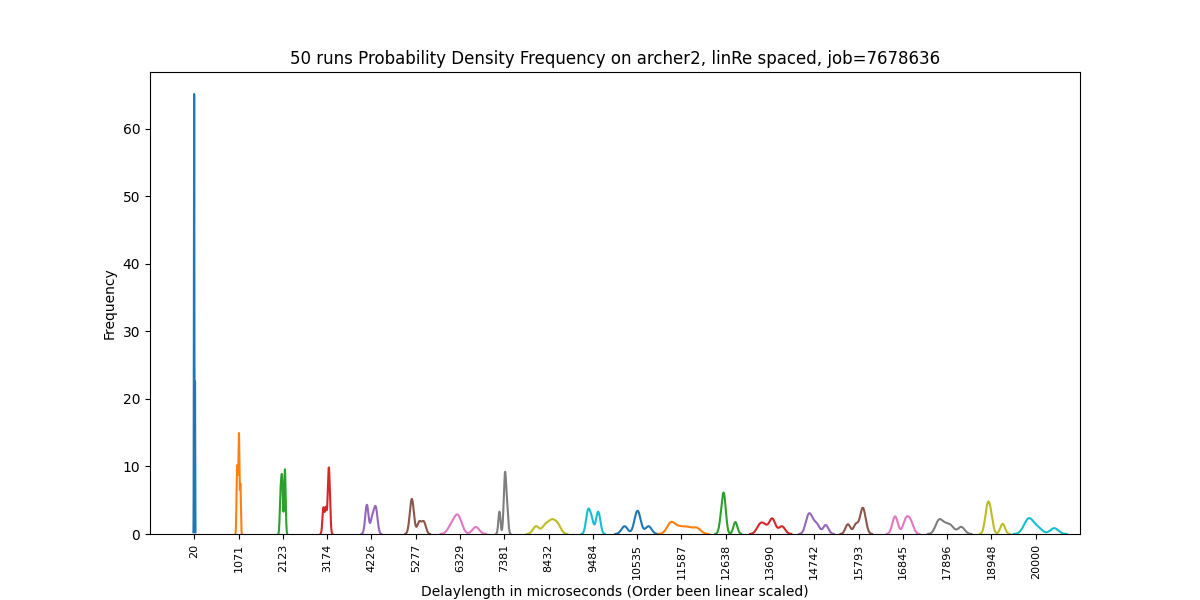 50 runs Probability Density Frequency on archer2, linRe spaced, job=7678636
Frequency
60
50
40
30
20
10
0
20 1071 2123 3174 4226 5277 6329 7381 8432 9484 10535 11587 12638 13690 14742 15793 16845 17896 18948 20000
Delaylength in microseconds (Order been linear scaled)